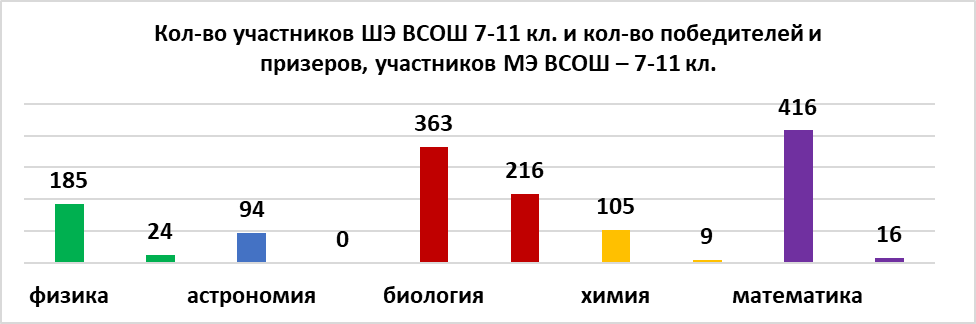 Кол-во участников ШЭ ВСОШ 7-11 кл. и кол-во победителей и
призеров, участников МЭ ВСОШ – 7-11 кл.
185
24
94
0
363
216
105
9
416
16
физика
астрономия
биология
химия
математика